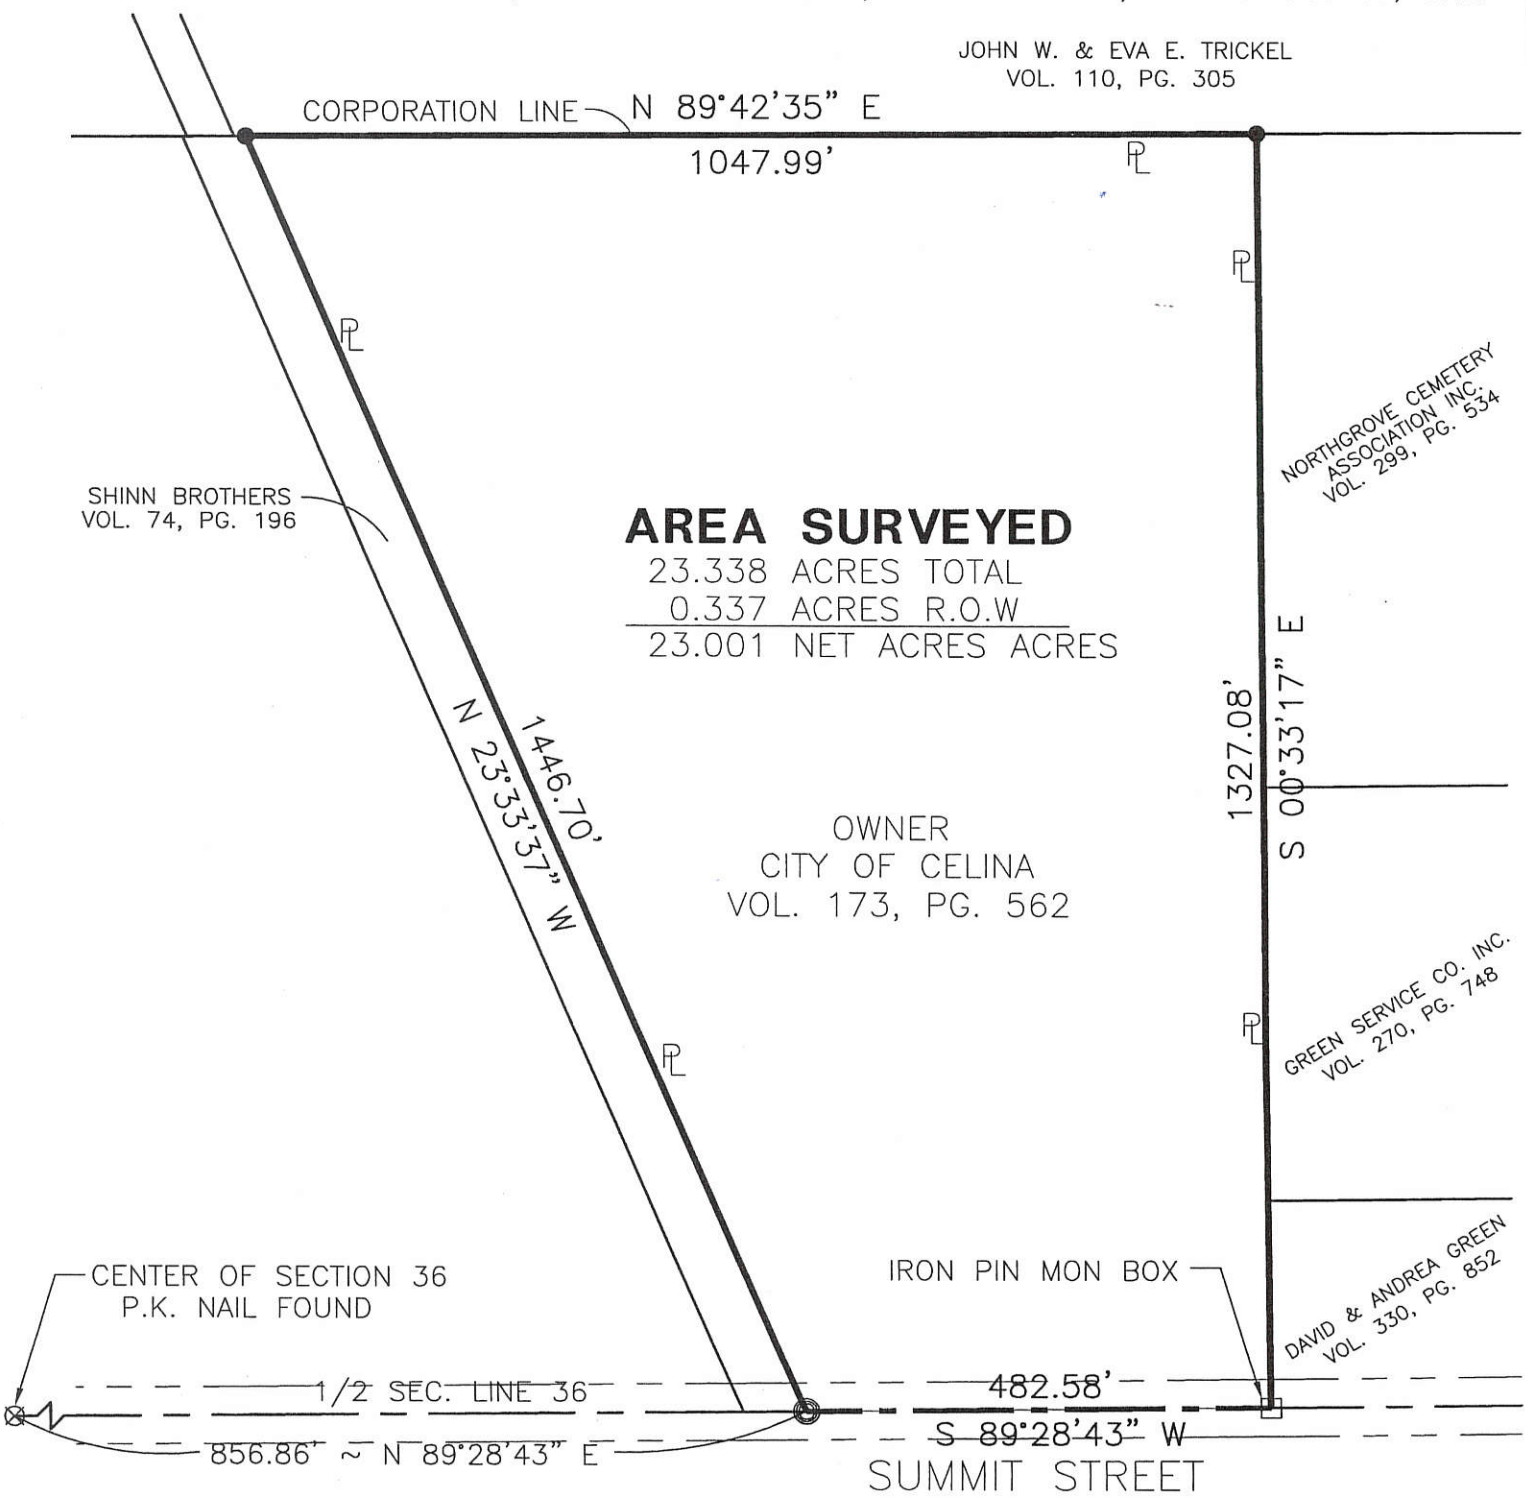 JOHN W. & EVA E. TRICKEL
VOL. 110, PG. 305
CORPORATION LINE
N 89°42'35" E
1047.99'
PL
PL
PL
NORTHGROVE CEMETERY
ASSOCIATION INC.
VOL. 299, PG. 534
SHINN BROTHERS
VOL. 74, PG. 196
AREA SURVEYED
23.338 ACRES TOTAL
0.337 ACRES R.O.W
23.001 NET ACRES ACRES
N 23°33'37" W
1446.70'
1327.08'
S 00°33'17" E
OWNER
CITY OF CELINA
VOL. 173, PG. 562
GREEN SERVICE CO. INC.
VOL. 270, PG. 748
PL
PL
CENTER OF SECTION 36
P.K. NAIL FOUND
IRON PIN MON BOX
DAVID & ANDREA GREEN
VOL. 330, PG. 852
1/2 SEC. LINE 36
482.58'
856.86' ~ N 89°28'43" E
S 89°28'43" W
SUMMIT STREET